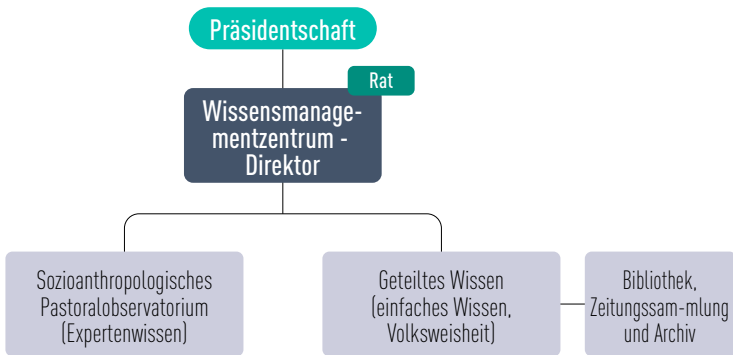 Präsidentschaft
Rat
Wissensmanage-
mentzentrum -
Direktor
Sozioanthropologisches
Pastoralobservatorium
(Expertenwissen)
Geteiltes Wissen
(einfaches Wissen,
Volksweisheit)
Bibliothek,
Zeitungssam-mlung
und Archiv